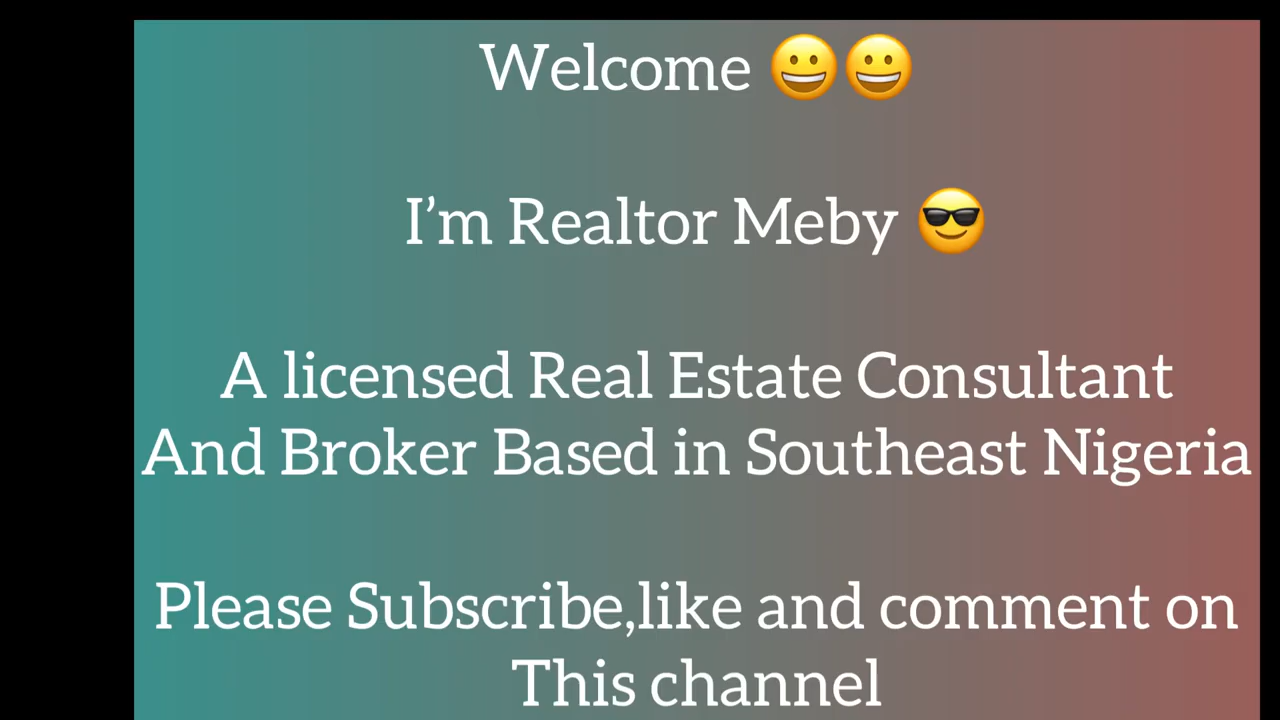 Welcome 😀😀
I’m Realtor Meby 😎
A licensed Real Estate Consultant
And Broker Based in Southeast Nigeria
Please Subscribe,like and comment on
This channel